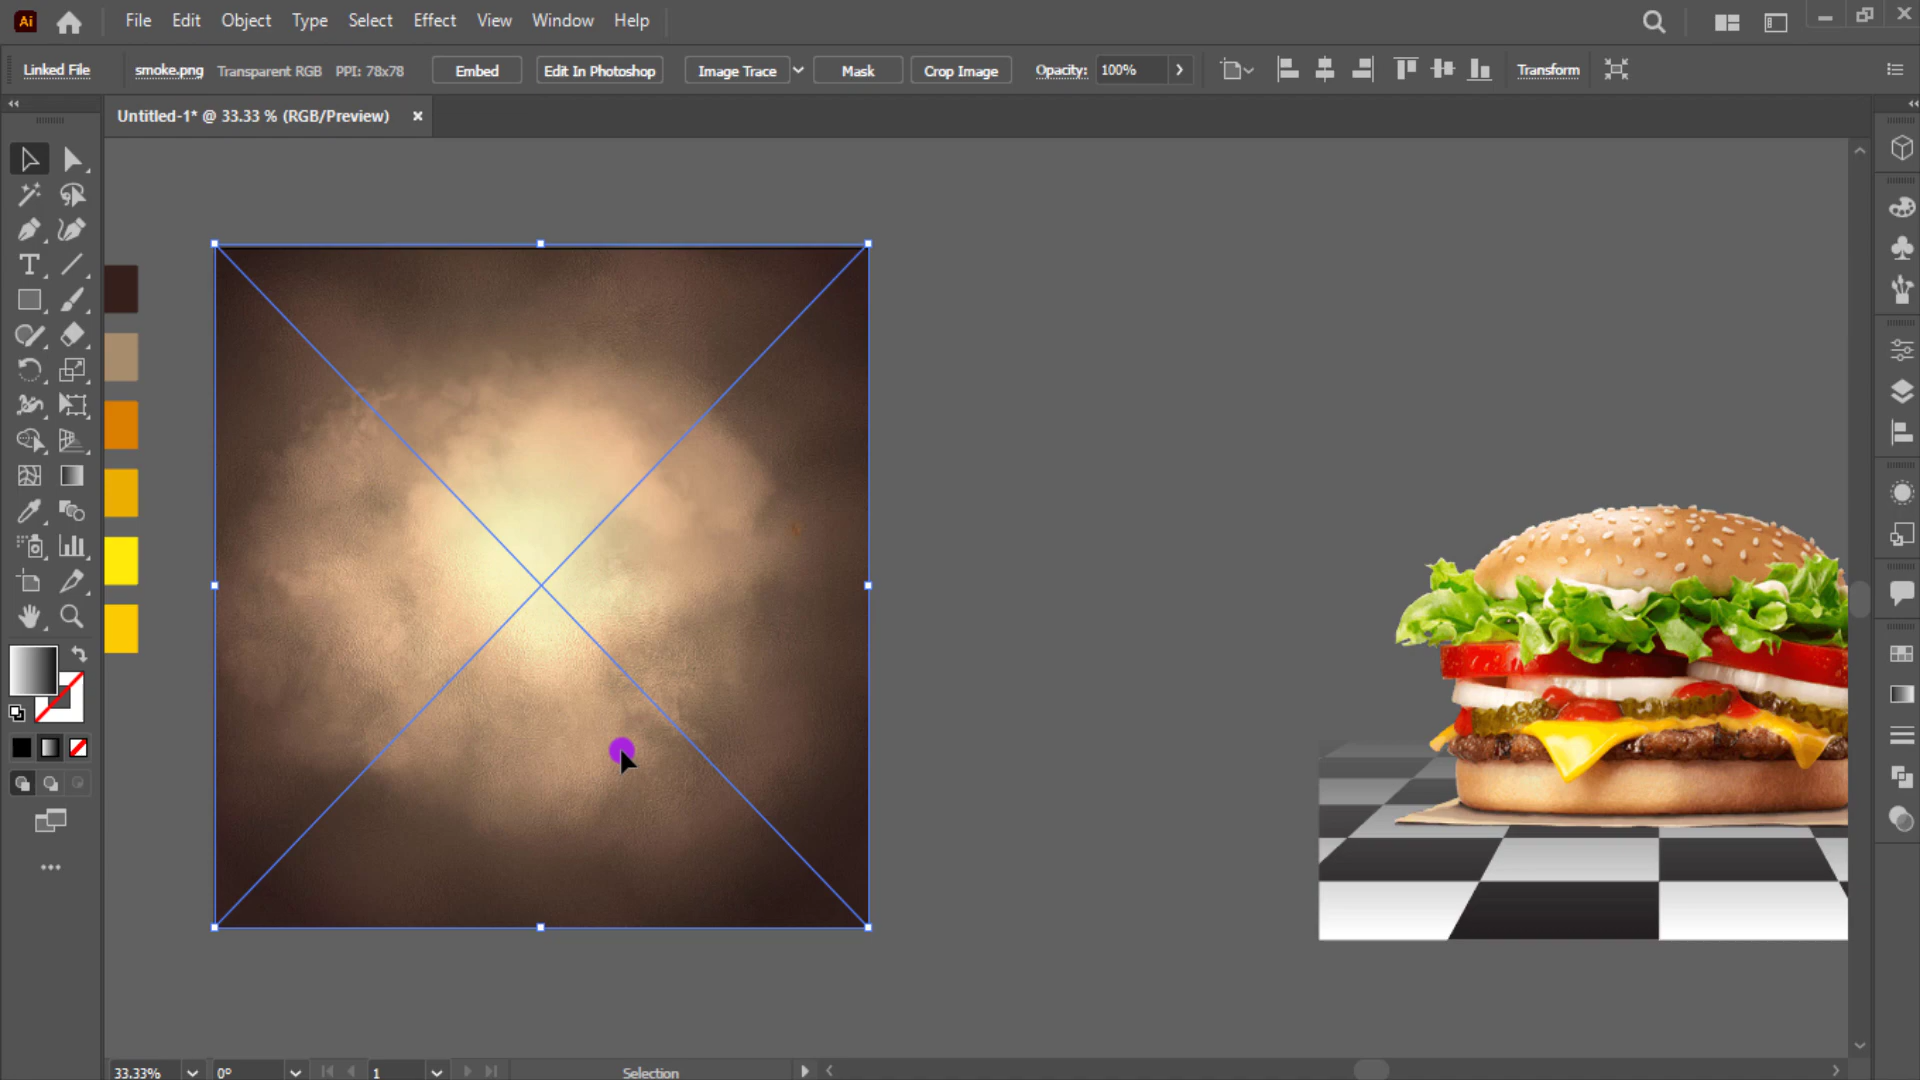 Ai File Edit Object Type Select Effect View Window Help
Linked File smoke.png Transparent RGB PPI: 78x78 Embed Edit In Photoshop Image Trace Mask Crop Image Opacity: 100% Transform
Untitled-1* @ 33.33 % (RGB/Preview) ×
33.33% 0° 1 Selection